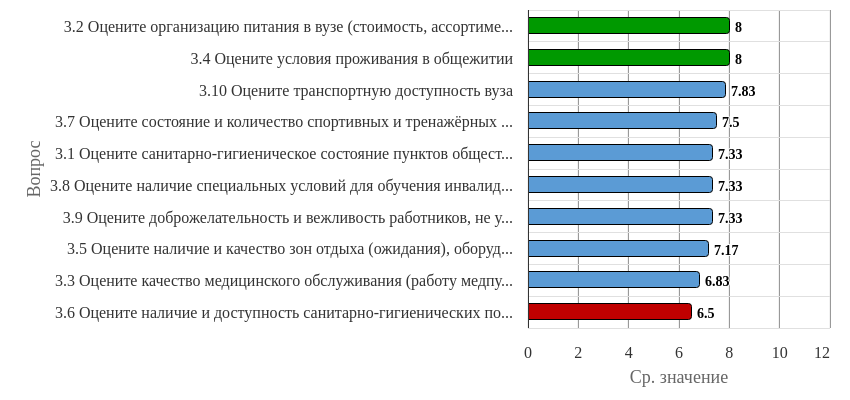 3.2 Оцените организацию питания в вузе (стоимость, ассортиме... 8
3.4 Оцените условия проживания в общежитии 8
3.10 Оцените транспортную доступность вуза 7.83
3.7 Оцените состояние и количество спортивных и тренажёрных ... 7.5
3.1 Оцените санитарно-гигиеническое состояние пунктов общест... 7.33
3.8 Оцените наличие специальных условий для обучения инвалид... 7.33
3.9 Оцените доброжелательность и вежливость работников, не у... 7.33
3.5 Оцените наличие и качество зон отдыха (ожидания), оборуд... 7.17
3.3 Оцените качество медицинского обслуживания (работу медпу... 6.83
3.6 Оцените наличие и доступность санитарно-гигиенических по... 6.5
Вопрос
0 2 4 6 8 10 12
Ср. значение